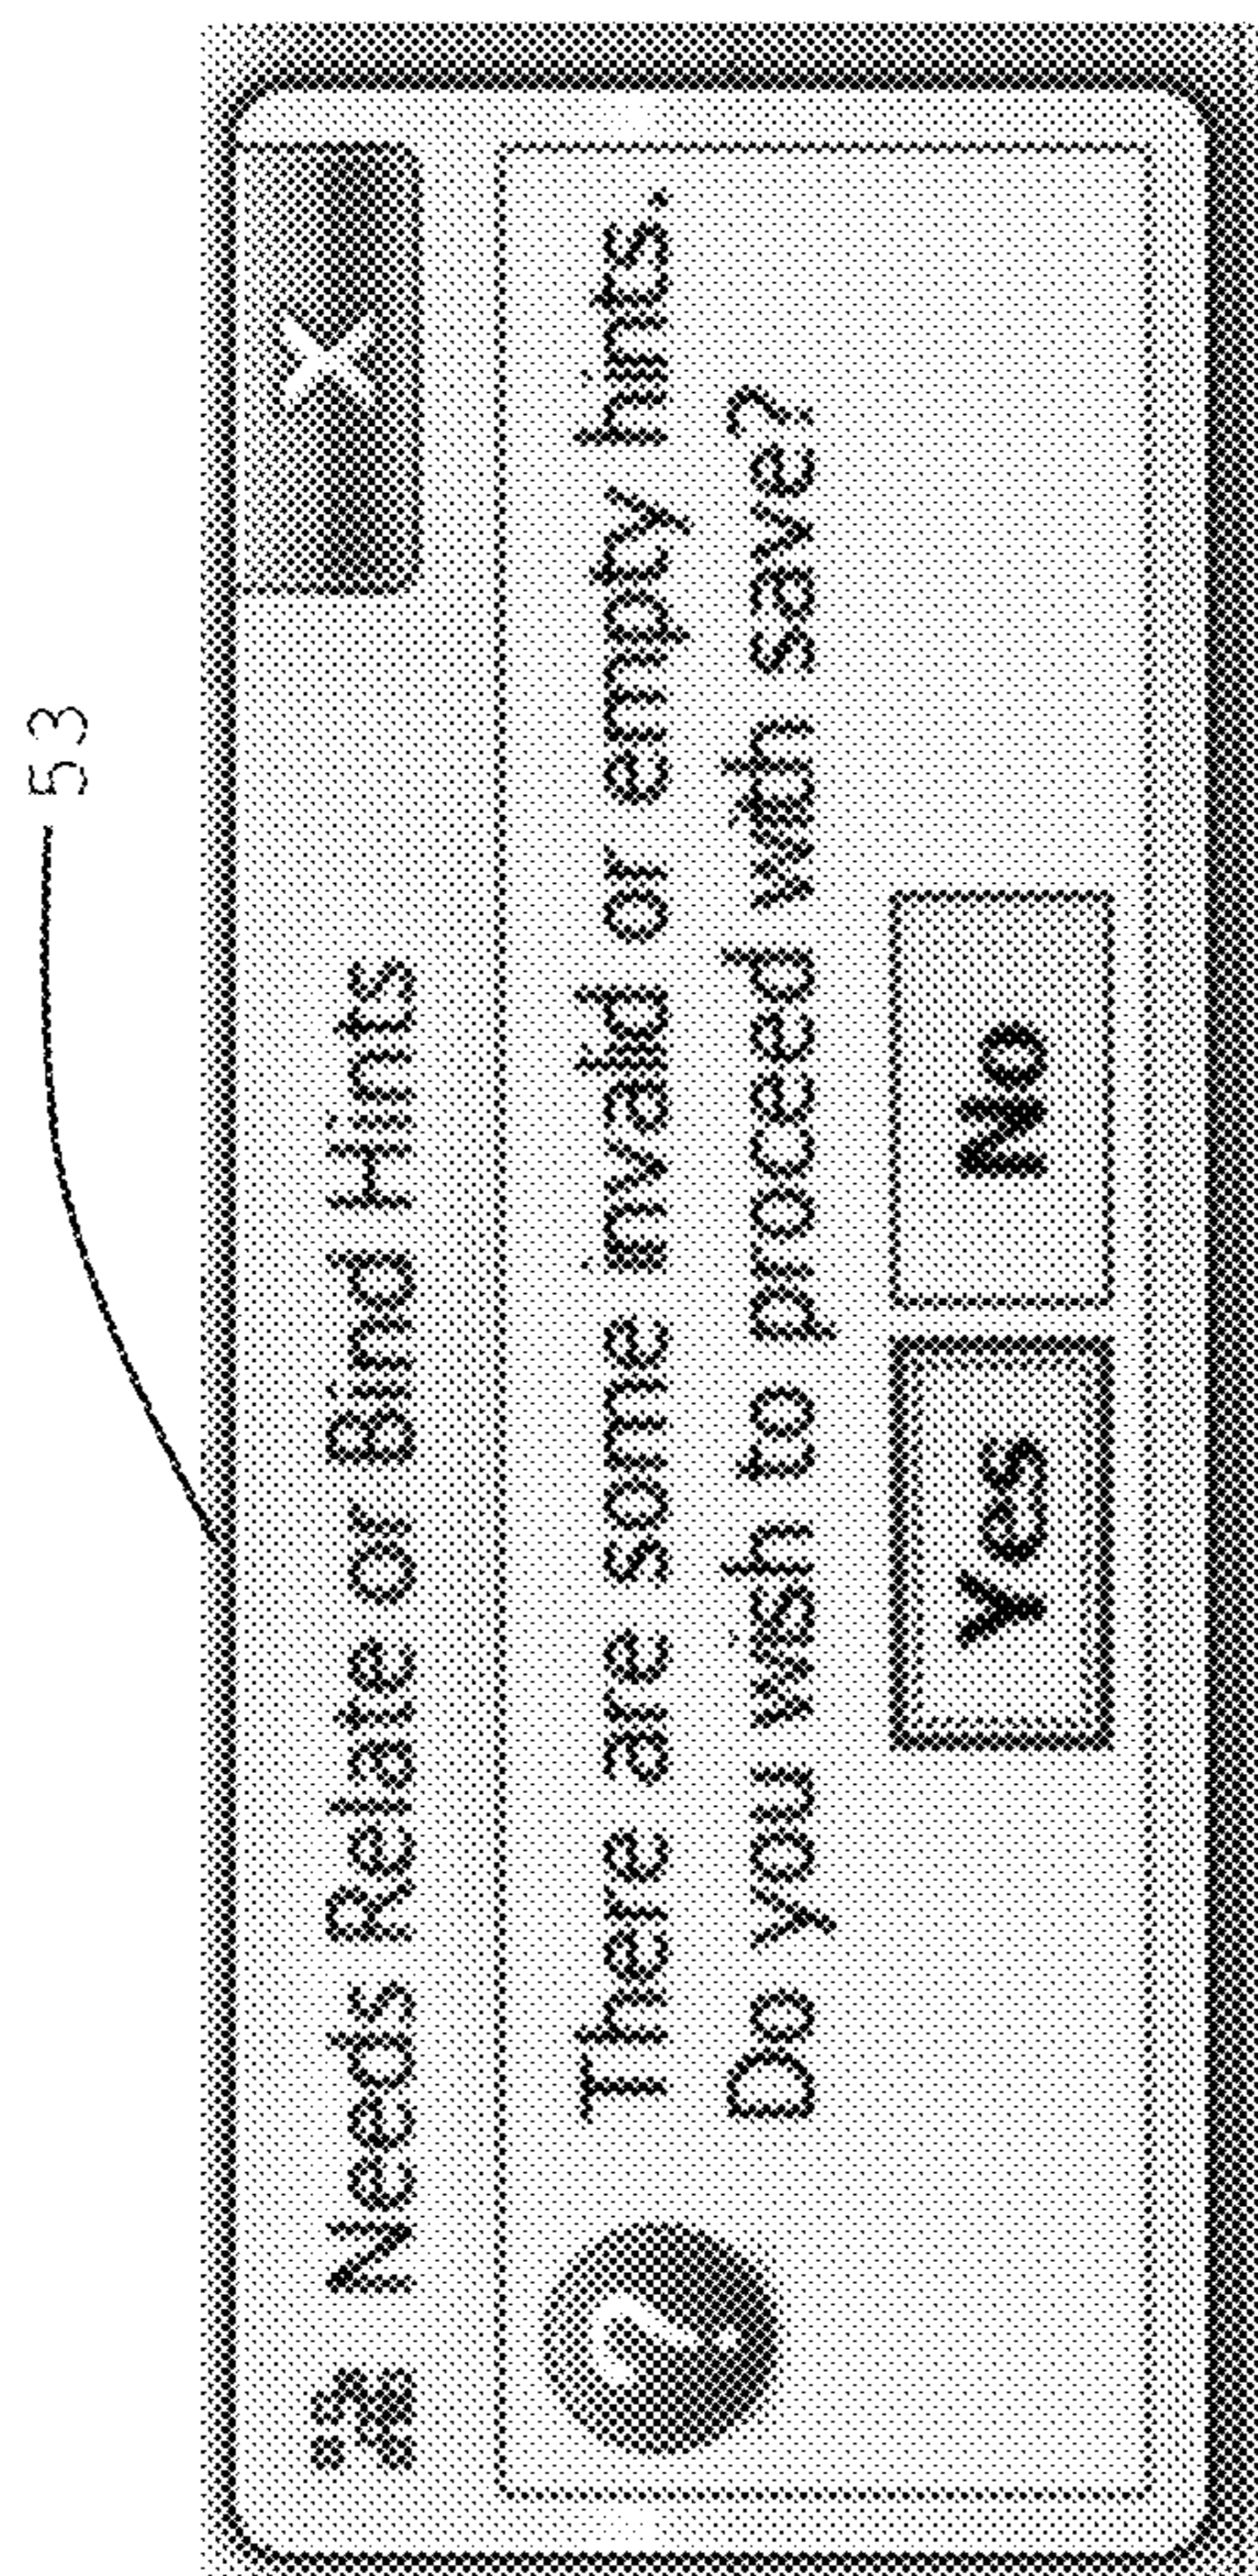 53
Needs Relate or Bind Hints
There are some invalid or empty hints.
Do you wish to proceed with save?
Yes No